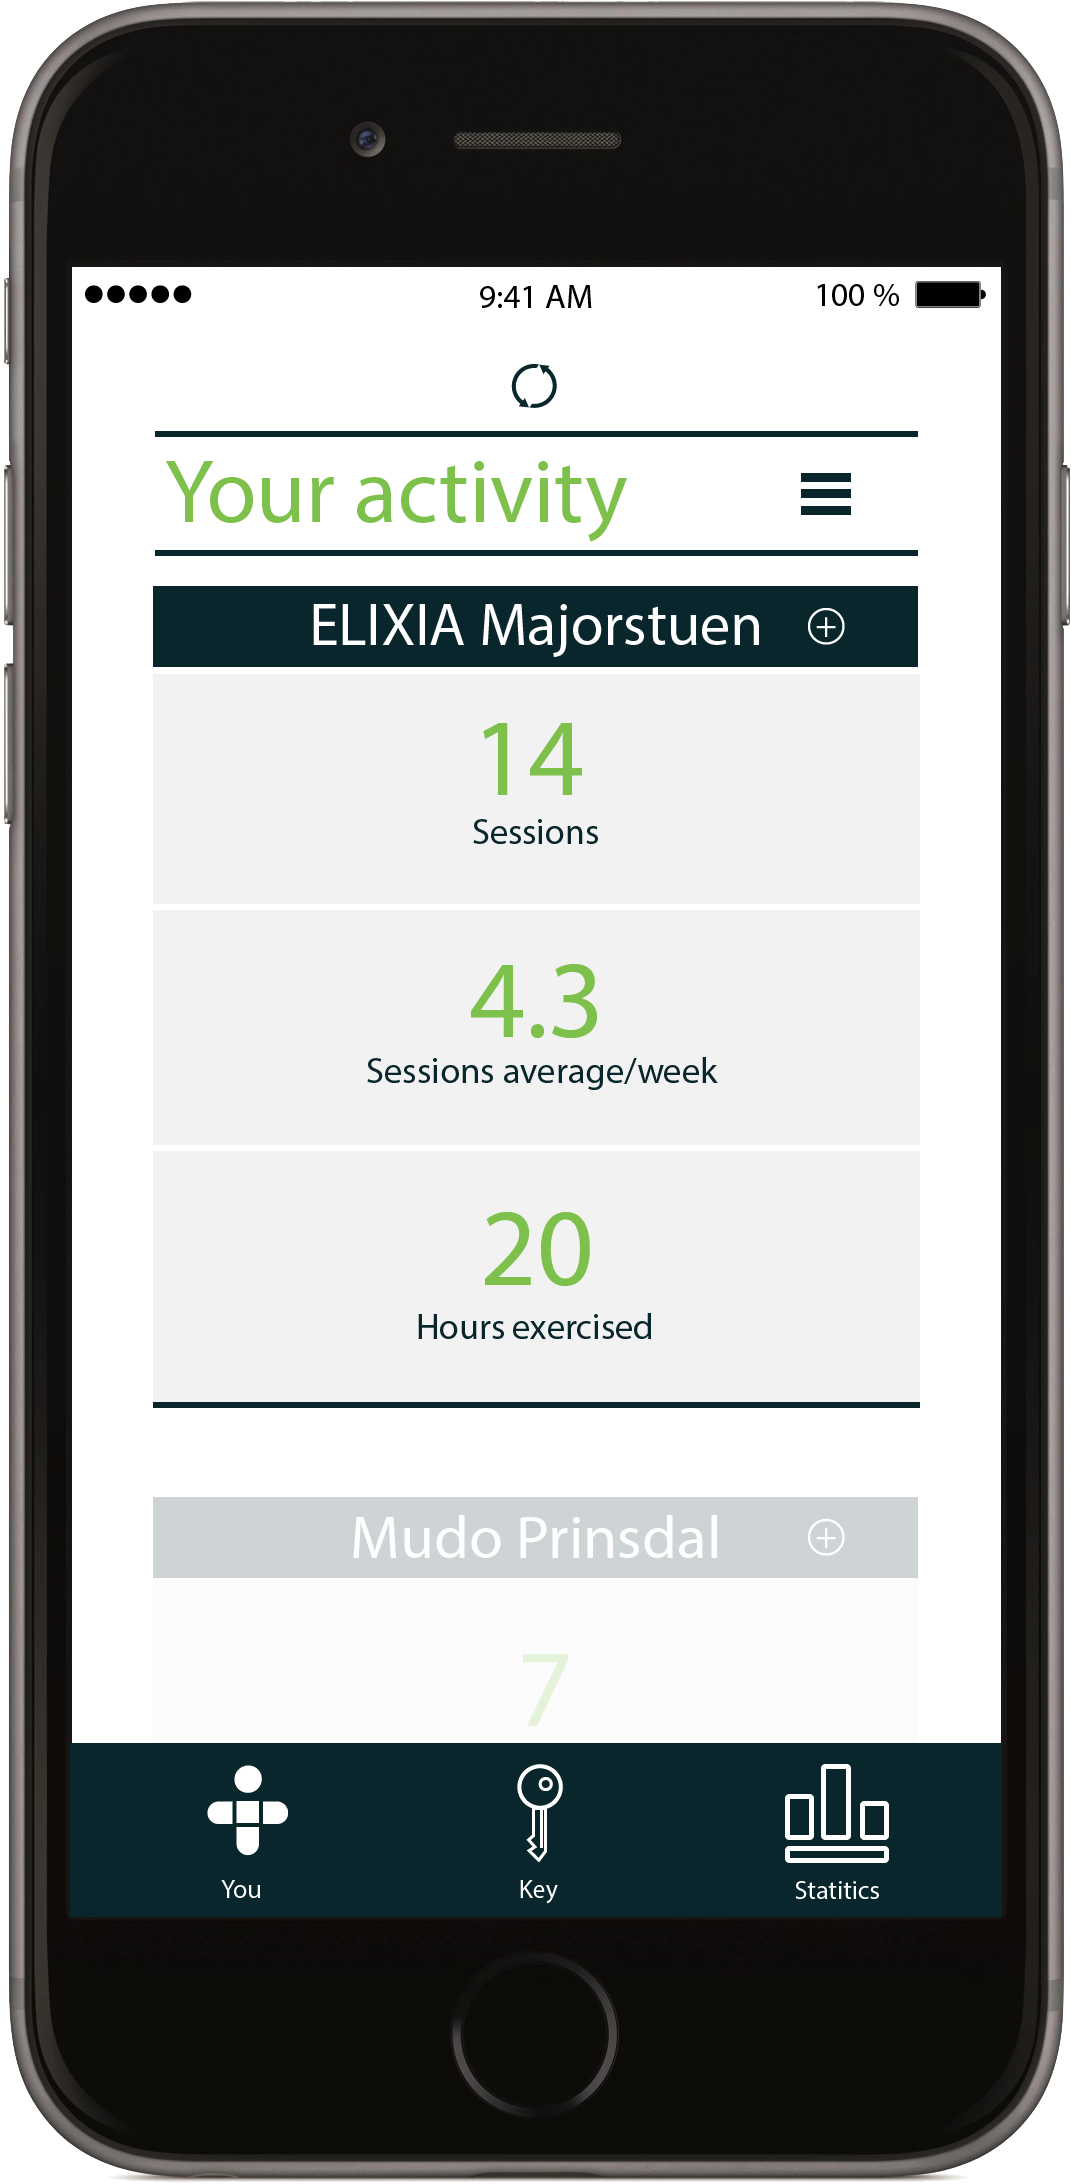 9:41 AM
100 %
Your activity
ELIXIA Majorstuen
14
Sessions
4.3
Sessions average/week
20
Hours exercised
Mudo Prinsdal
7
You
Key
Statitics